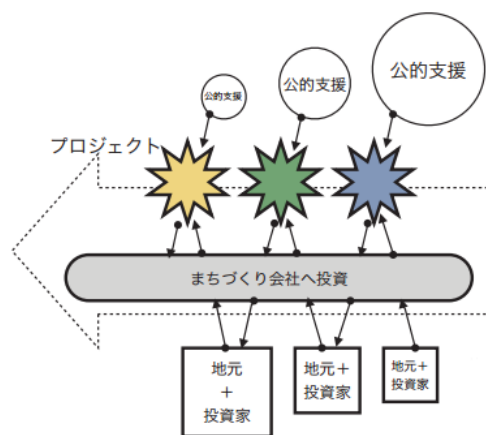 公的支援
公的支援
公的支援
プロジェクト
まちづくり会社へ投資
地元
+
投資家
地元+
投資家
地元+
投資家